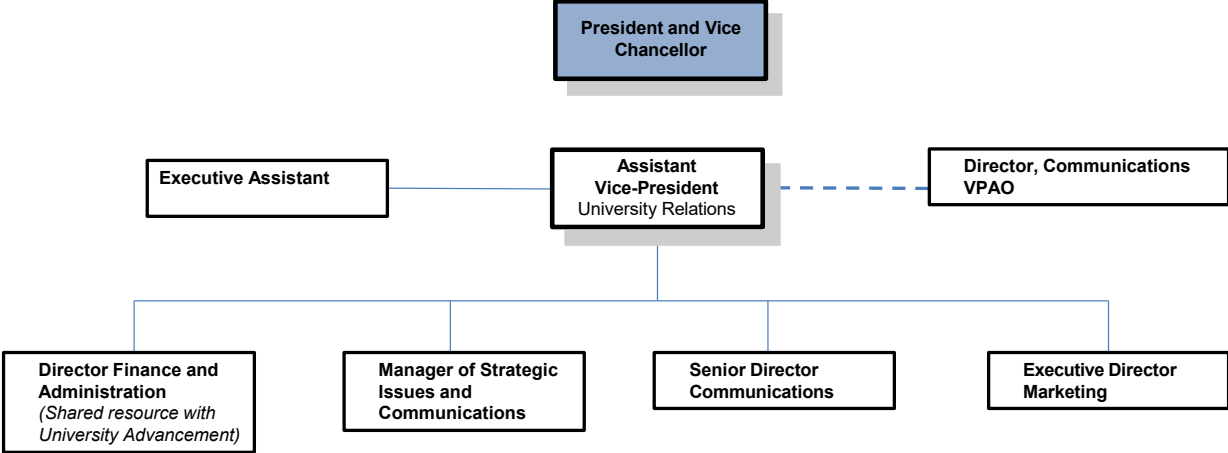 President and Vice
Chancellor
Executive Assistant
Assistant
Vice-President
University Relations
Director, Communications
VPAO
Director Finance and
Administration
(Shared resource with
University Advancement)
Manager of Strategic
Issues and
Communications
Senior Director
Communications
Executive Director
Marketing